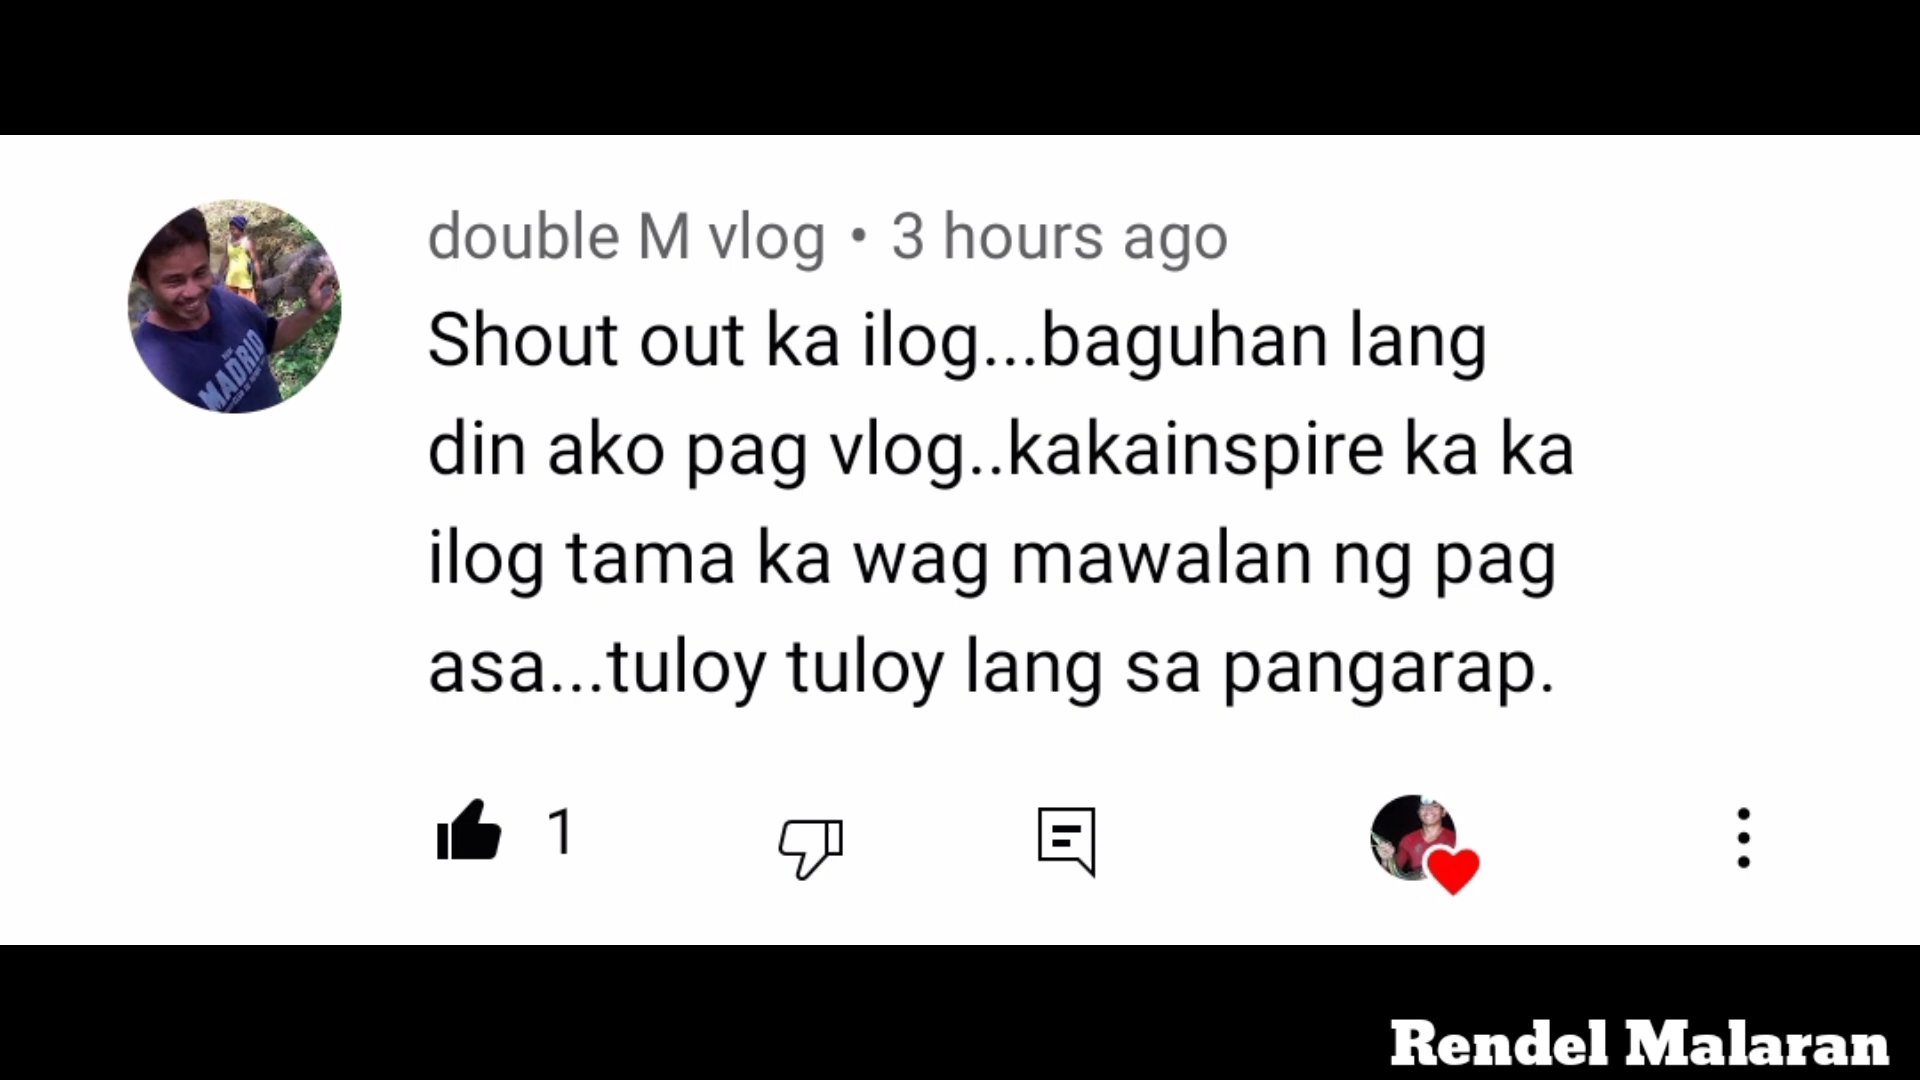 double M vlog • 3 hours ago
Shout out ka ilog...baguhan lang
din ako pag vlog..kakainspire ka ka
ilog tama ka wag mawalan ng pag
asa...tuloy tuloy lang sa pangarap.
1
MADRID
Rendel Malaran